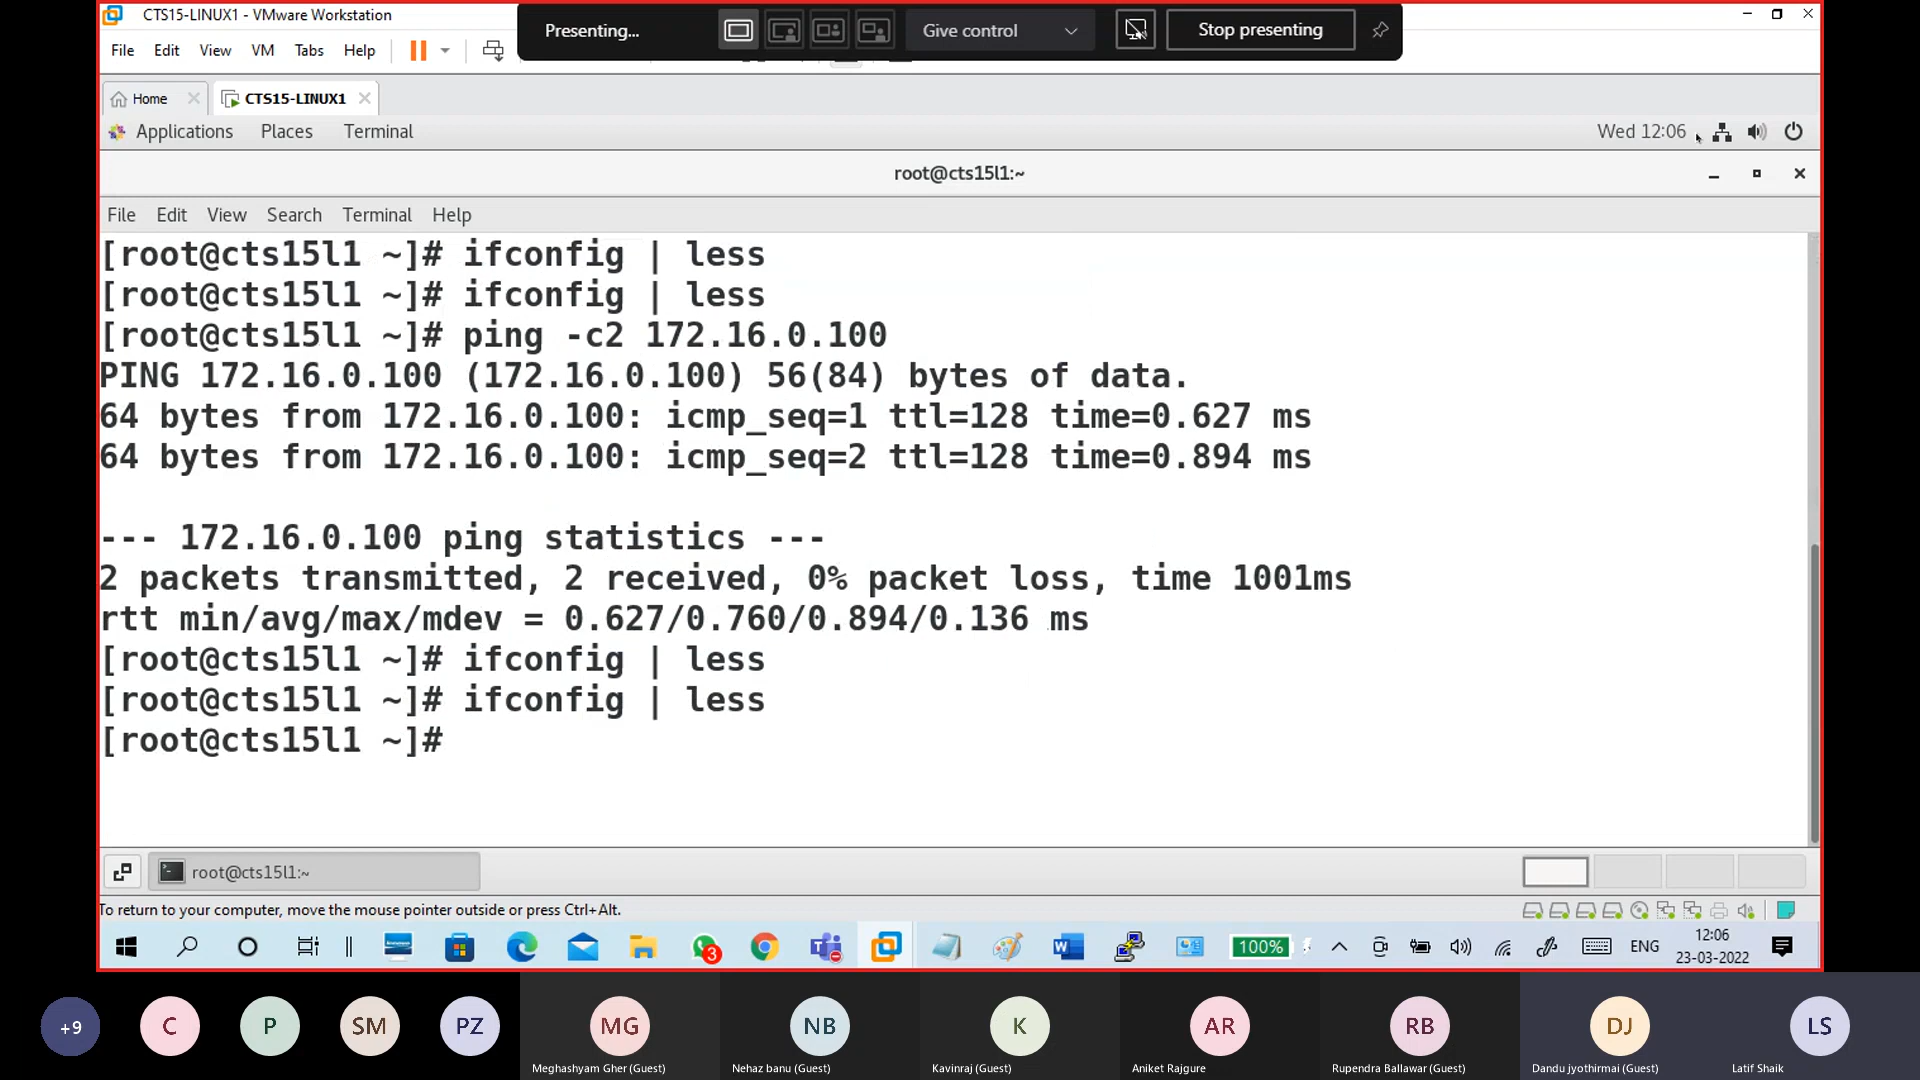 CTS15-LINUX1 - VMware Workstation
Presenting...
Give control
Stop presenting
File Edit View VM Tabs Help
Home
CTS15-LINUX1
Applications Places Terminal
Wed 12:06
root@cts15l1:~
File Edit View Search Terminal Help
[root@cts15l1 ~]# ifconfig | less
[root@cts15l1 ~]# ifconfig | less
[root@cts15l1 ~]# ping -c2 172.16.0.100
PING 172.16.0.100 (172.16.0.100) 56(84) bytes of data.
64 bytes from 172.16.0.100: icmp_seq=1 ttl=128 time=0.627 ms
64 bytes from 172.16.0.100: icmp_seq=2 ttl=128 time=0.894 ms
--- 172.16.0.100 ping statistics ---
2 packets transmitted, 2 received, 0% packet loss, time 1001ms
rtt min/avg/max/mdev = 0.627/0.760/0.894/0.136 ms
[root@cts15l1 ~]# ifconfig | less
[root@cts15l1 ~]# ifconfig | less
[root@cts15l1 ~]#
root@cts15l1:~
To return to your computer, move the mouse pointer outside or press Ctrl+Alt.
3
100%
ENG
12:06
23-03-2022
+9
C
P
SM
PZ
MG
NB
K
AR
RB
DJ
LS
Meghashyam Gher (Guest)
Nehaz banu (Guest)
Kavinraj (Guest)
Aniket Rajgure
Rupendra Ballawar (Guest)
Dandu jyothirmai (Guest)
Latif Shaik